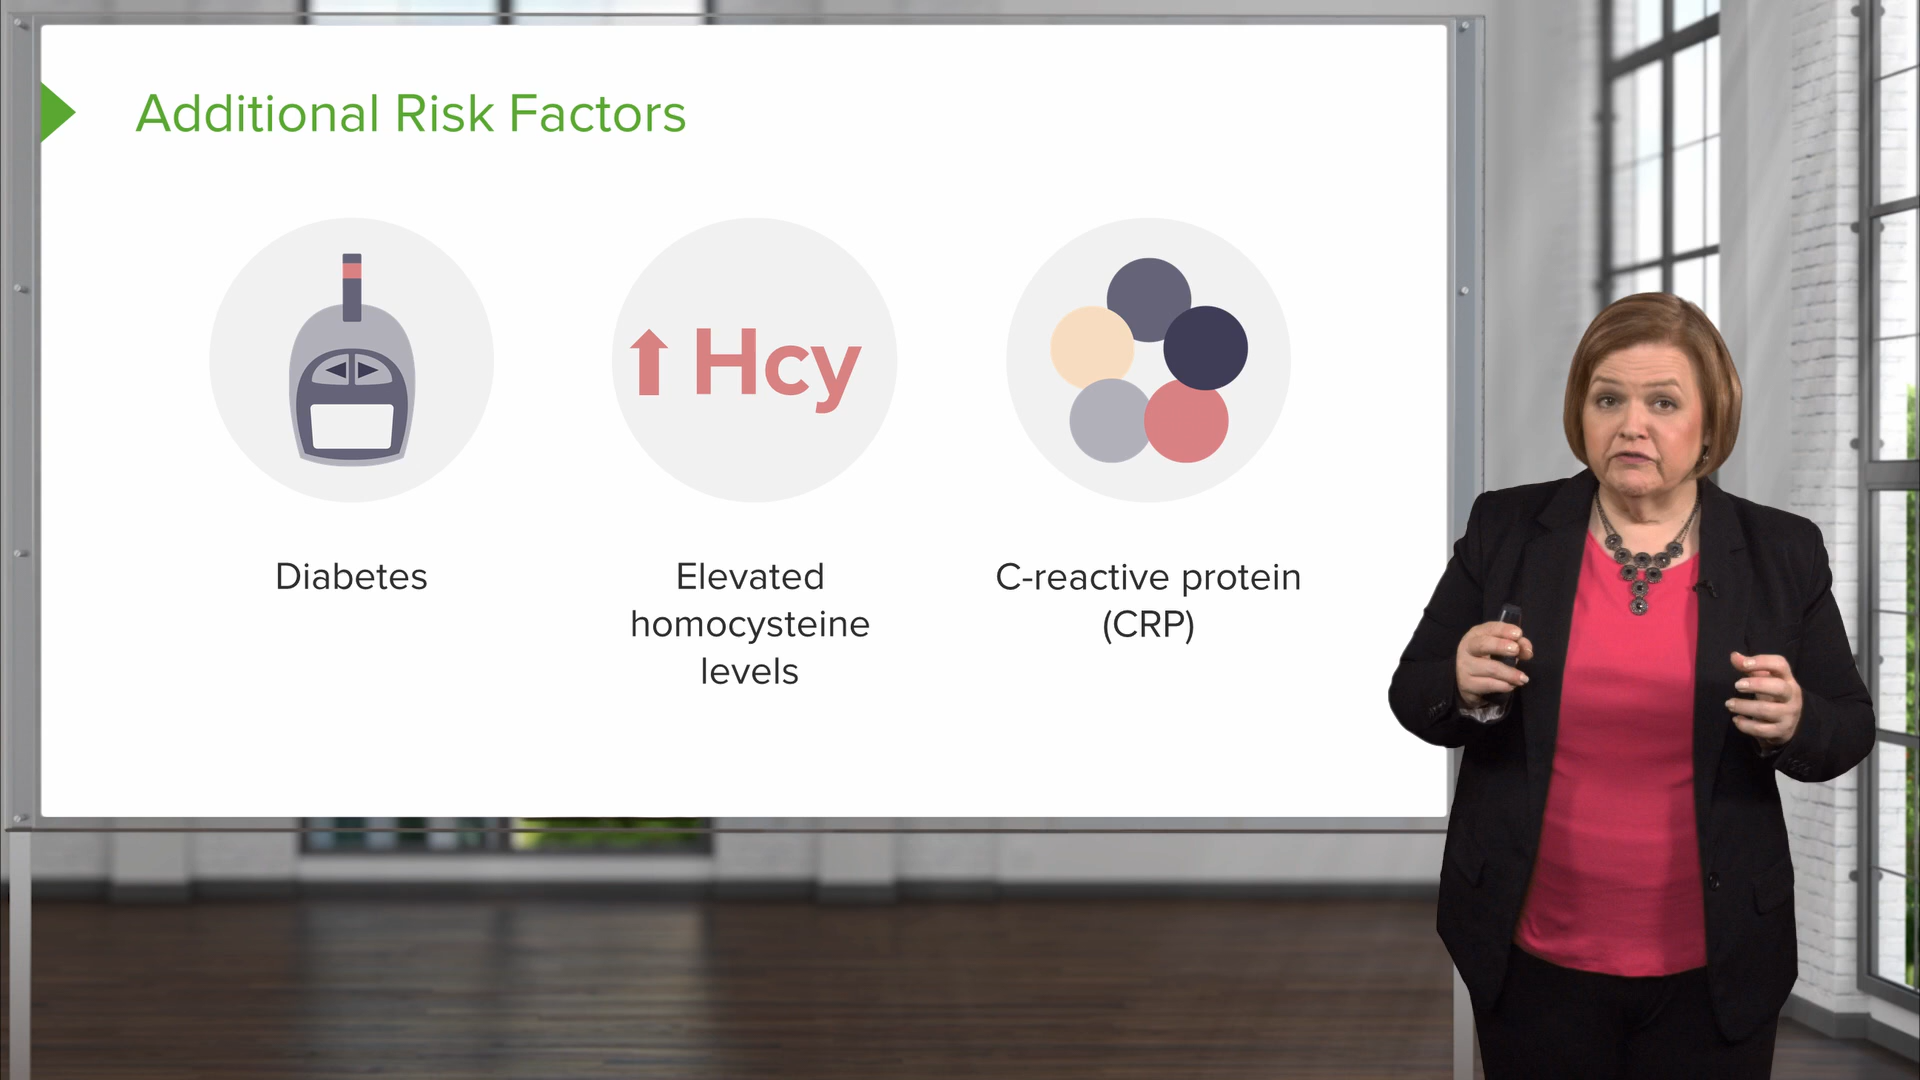 Additional Risk Factors
Hcy
Diabetes
Elevated
homocysteine
levels
C-reactive protein
(CRP)